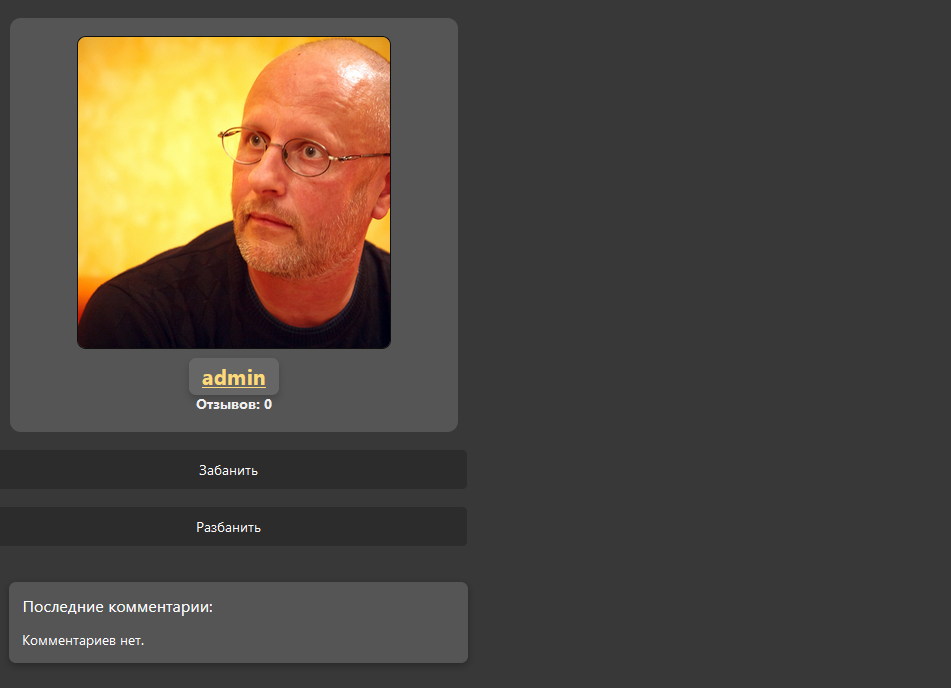 admin
Отзывов: 0
Забанить
Разбанить
Последние комментарии:
Комментариев нет.